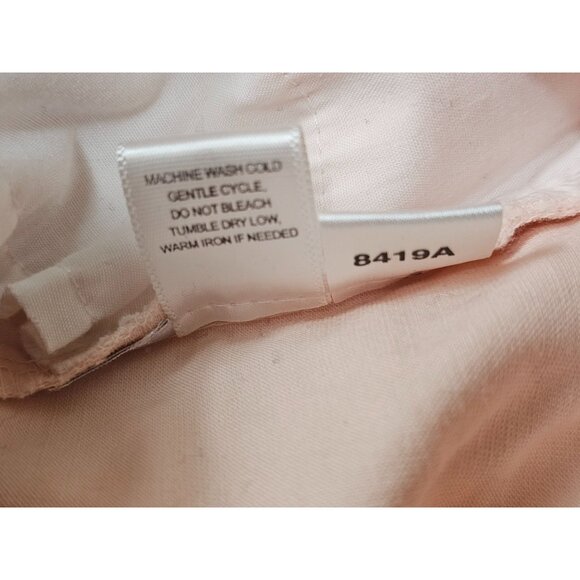 MACHINE WASH COLD
GENTLE CYCLE,
DO NOT BLEACH
TUMBLE DRY LOW,
WARM IRON IF NEEDED
8419A